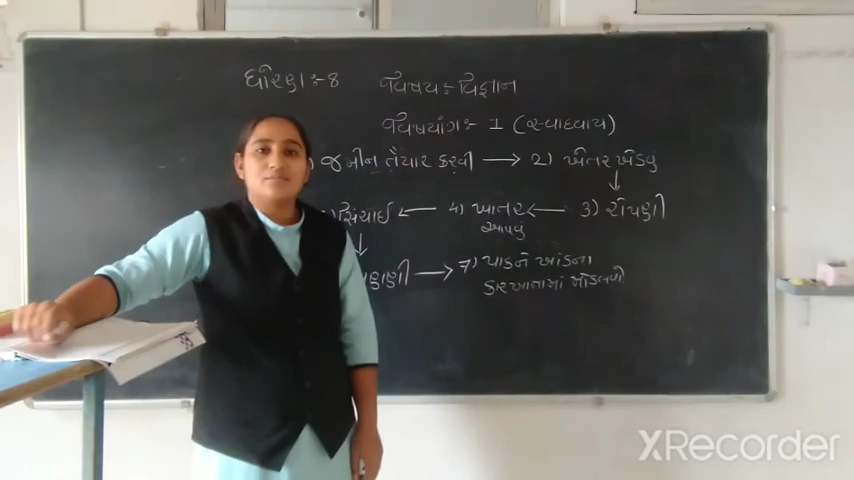 ધોરણ:- 8 વિષય:- વિજ્ઞાન
વિષયાંગ:- 1 (સ્વાધ્યાય)
જમીન તૈયાર કરવી → 2) ખેતર ખેડવું
સિંચાઈ ← 4) ખાતર ← 3) રોપણી
આપવું
→ 7) પાકને ખાંડના
કારખાનામાં મોકલવો
XRecorder